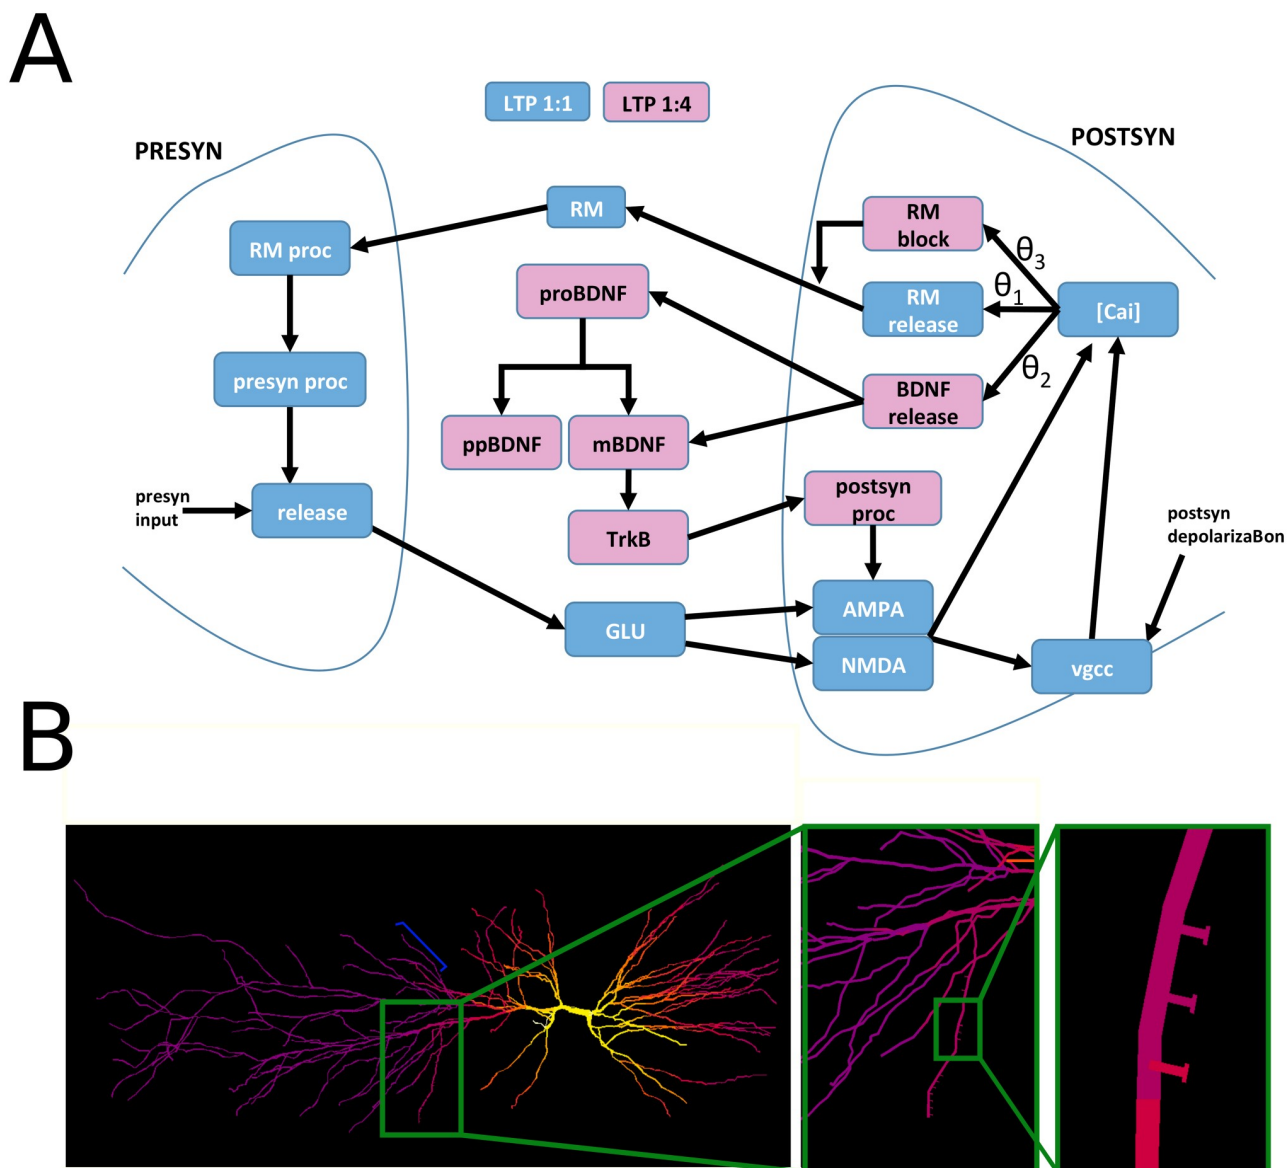 A
LTP 1:1
LTP 1:4
PRESYN
POSTSYN
RM
RM
block
RM proc
θ3
proBDNF
θ1
RM
release
[Cai]
presyn proc
θ2
BDNF
release
ppBDNF
mBDNF
presyn
input
release
postsyn
proc
TrkB
postsyn
depolarizaBon
AMPA
GLU
NMDA
vgcc
B